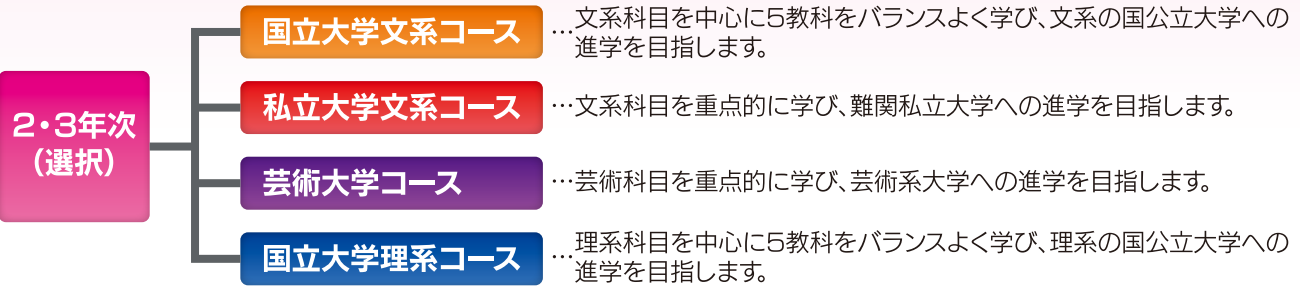 2・3年次
（選択）
国立大学文系コース
…文系科目を中心に5教科をバランスよく学び、文系の国公立大学への
進学を目指します。
私立大学文系コース
…文系科目を重点的に学び、難関私立大学への進学を目指します。
芸術大学コース
…芸術科目を重点的に学び、芸術系大学への進学を目指します。
国立大学理系コース
…理系科目を中心に5教科をバランスよく学び、理系の国公立大学への
進学を目指します。